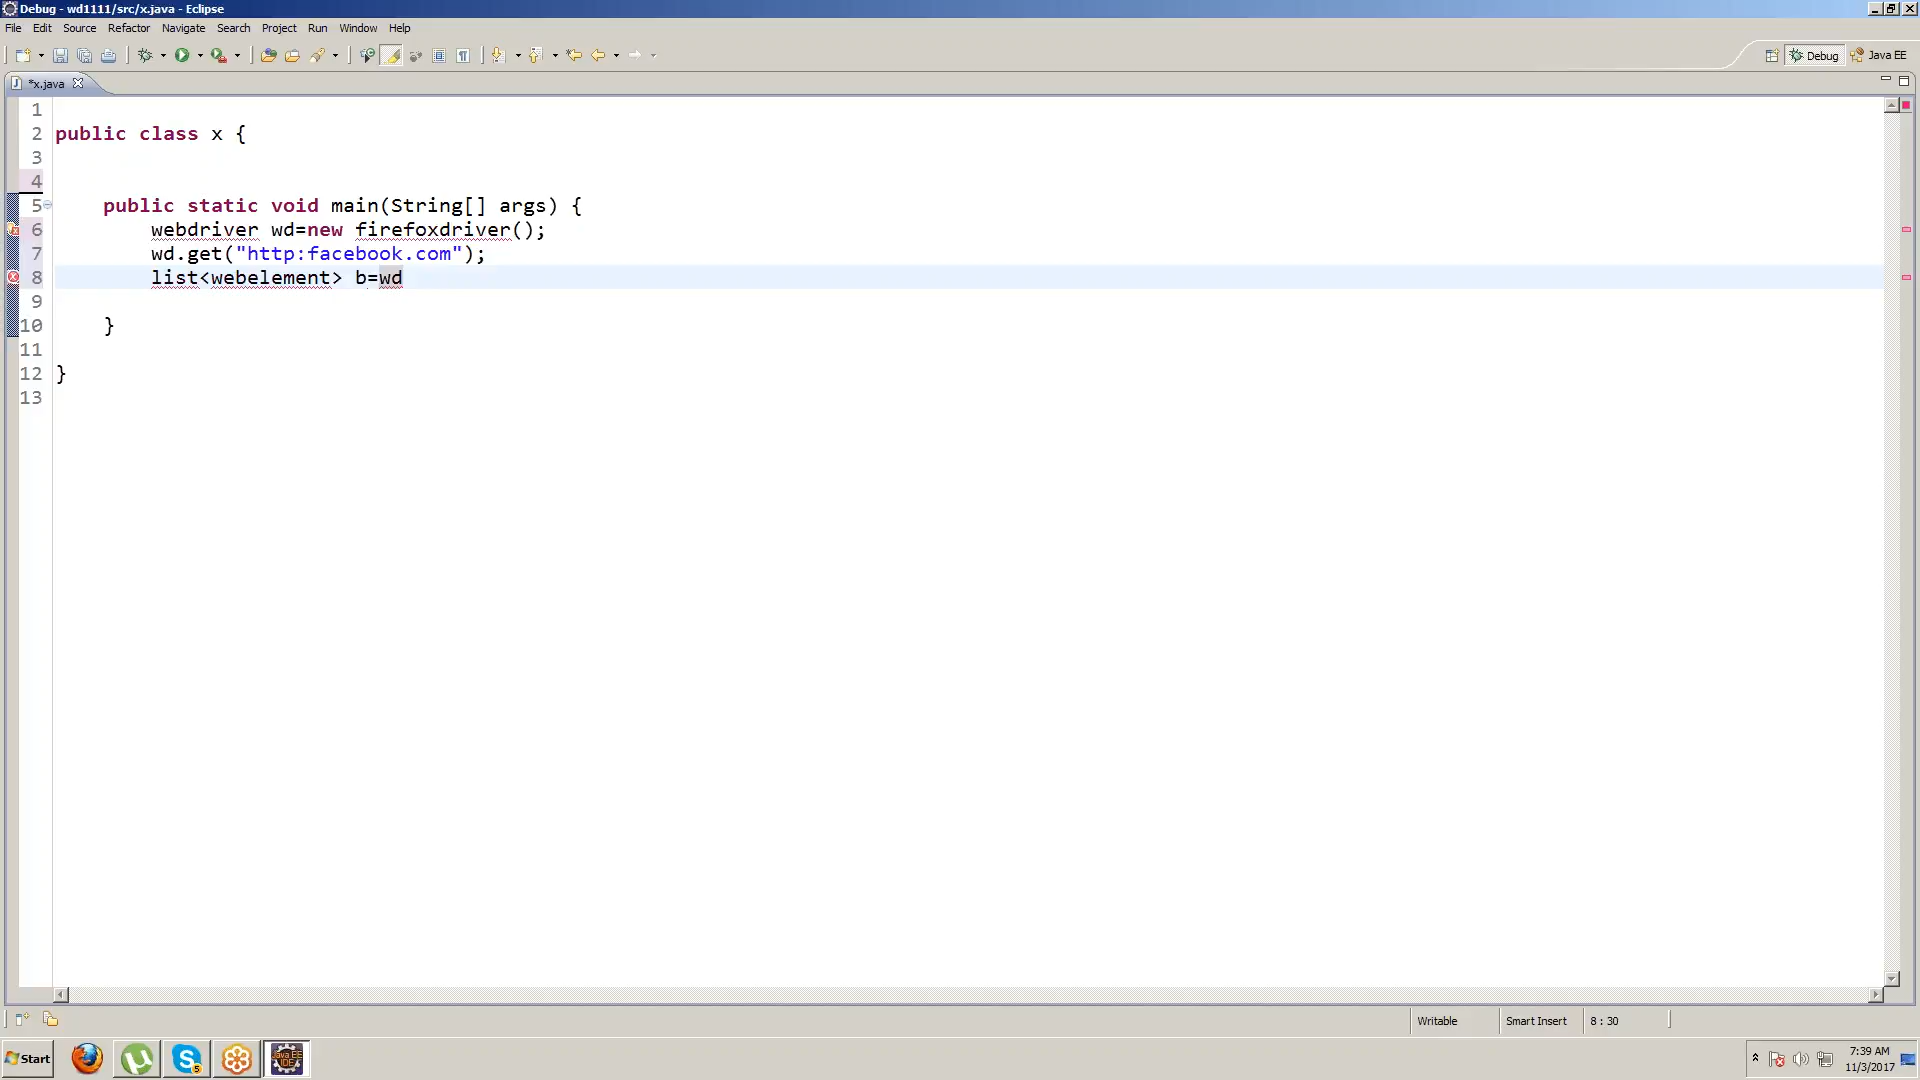 Debug - wd1111/src/x.java - Eclipse
File Edit Source Refactor Navigate Search Project Run Window Help
Debug Java EE
*x.java
1
2 public class x {
3
4
5 public static void main(String[] args) {
6 webdriver wd=new firefoxdriver();
7 wd.get("http:facebook.com");
8 list<webelement> b=wd
9
10 }
11
12 }
13
Writable Smart Insert 8 : 30
Start Java EE IDE 7:39 AM
11/3/2017